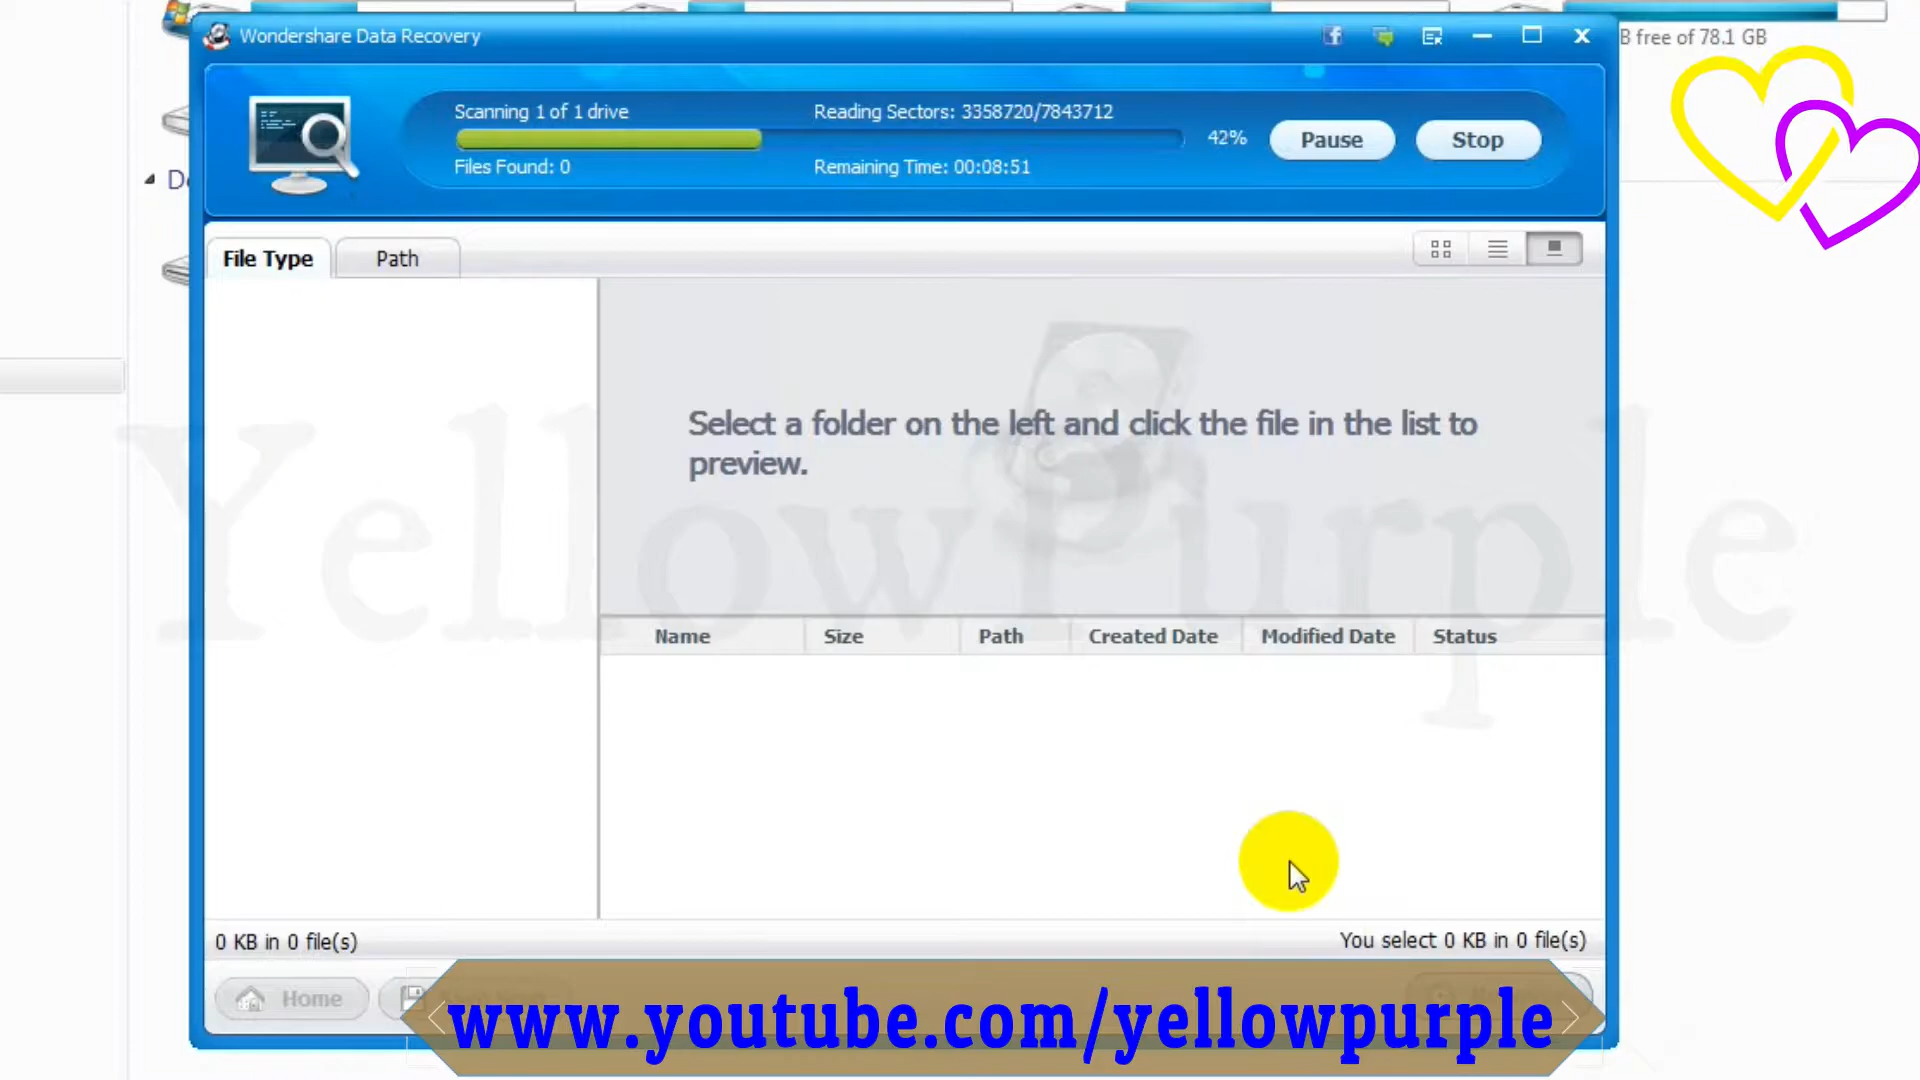 Wondershare Data Recovery
B free of 78.1 GB
Scanning 1 of 1 drive
Reading Sectors: 3358720/7843712
42%
Pause
Stop
Files Found: 0
Remaining Time: 00:08:51
File Type
Path
Select a folder on the left and click the file in the list to
preview.
YellowPurple
Name Size Path Created Date Modified Date Status
0 KB in 0 file(s)
You select 0 KB in 0 file(s)
Home
www.youtube.com/yellowpurple